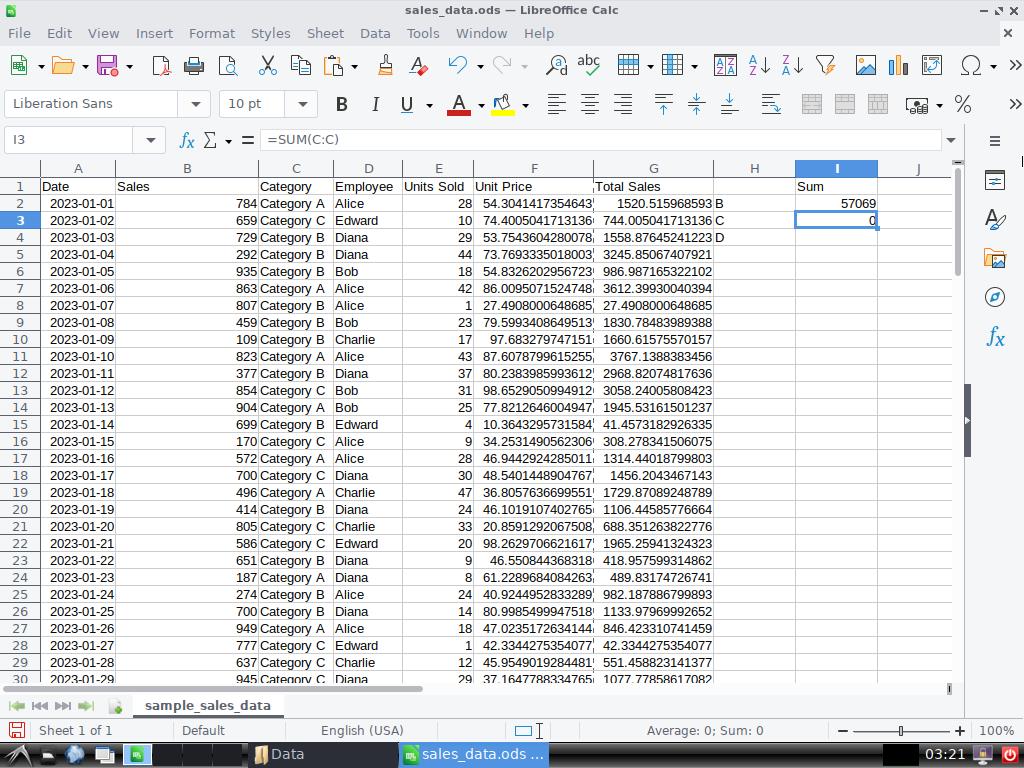 sales_data.ods — LibreOffice Calc
File Edit View Insert Format Styles Sheet Data Tools Window Help
Liberation Sans 10 pt
I3 =SUM(C:C)
A B C D E F G H I J
1 Date Sales Category Employee Units Sold Unit Price Total Sales Sum
2 2023-01-01 784 Category A Alice 28 54.3041417354643 1520.515968593 B 57069
3 2023-01-02 659 Category C Edward 10 74.4005041713136 744.005041713136 C 0
4 2023-01-03 729 Category B Diana 29 53.7543604280078 1558.87645241223 D
5 2023-01-04 292 Category B Diana 44 73.7693335018003 3245.85067407921
6 2023-01-05 935 Category B Bob 18 54.8326202956723 986.987165322102
7 2023-01-06 863 Category A Alice 42 86.0095071524748 3612.39930040394
8 2023-01-07 807 Category B Alice 1 27.4908000648685 27.4908000648685
9 2023-01-08 459 Category B Bob 23 79.5993408649513 1830.78483989388
10 2023-01-09 109 Category B Charlie 17 97.683279747151 1660.61575570157
11 2023-01-10 823 Category A Alice 43 87.6078799615255 3767.1388383456
12 2023-01-11 377 Category B Diana 37 80.2383985993612 2968.82074817636
13 2023-01-12 854 Category C Bob 31 98.6529050994912 3058.24005808423
14 2023-01-13 904 Category A Bob 25 77.8212646004947 1945.53161501237
15 2023-01-14 699 Category B Edward 4 10.3643295731584 41.4573182926335
16 2023-01-15 170 Category C Alice 9 34.2531490562306 308.278341506075
17 2023-01-16 572 Category A Alice 28 46.9442924285011 1314.44018799803
18 2023-01-17 700 Category C Diana 30 48.5401448904767 1456.2043467143
19 2023-01-18 496 Category A Charlie 47 36.8057636699551 1729.87089248789
20 2023-01-19 414 Category B Diana 24 46.1019107402765 1106.44585776664
21 2023-01-20 805 Category C Charlie 33 20.8591292067508 688.351263822776
22 2023-01-21 586 Category C Edward 20 98.2629706621617 1965.25941324323
23 2023-01-22 651 Category B Diana 9 46.550844368318 418.957599314862
24 2023-01-23 187 Category A Diana 8 61.2289684084263 489.83174726741
25 2023-01-24 274 Category B Alice 24 40.9244952833289 982.187886799893
26 2023-01-25 700 Category B Diana 14 80.9985499947518 1133.97969992652
27 2023-01-26 949 Category A Alice 18 47.0235172634144 846.423310741459
28 2023-01-27 777 Category C Edward 1 42.3344275354077 42.3344275354077
29 2023-01-28 637 Category C Charlie 12 45.9549019284481 551.458823141377
30 2023-01-29 945 Category C Diana 29 37.1647788334765 1077.77858617082
sample_sales_data
Sheet 1 of 1 Default English (USA) Average: 0; Sum: 0 100%
Data sales_data.ods ... 03:21